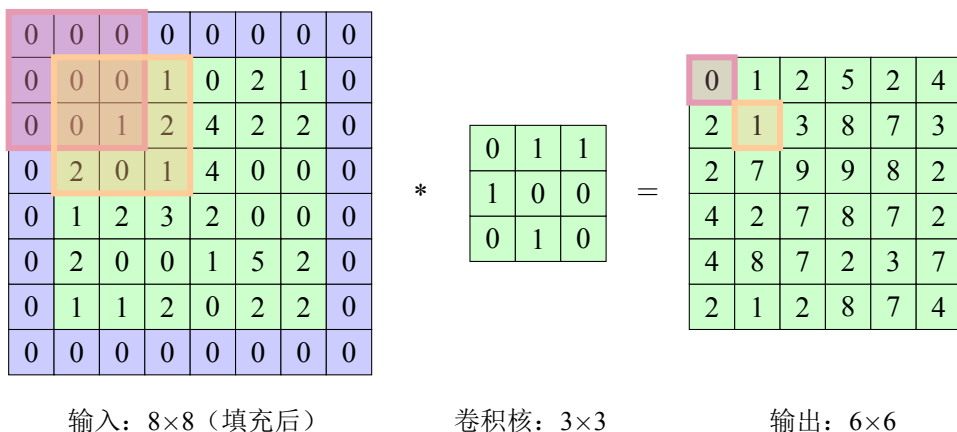 0 0 0 0 0 0 0 0
0 0 0 1 0 2 1 0
0 0 1 2 4 2 2 0
0 2 0 1 4 0 0 0
0 1 2 3 2 0 0 0
0 2 0 0 1 5 2 0
0 1 1 2 0 2 2 0
0 0 0 0 0 0 0 0
*
0 1 1
1 0 0
0 1 0
=
0 1 2 5 2 4
2 1 3 8 7 3
2 7 9 9 8 2
4 2 7 8 7 2
4 8 7 2 3 7
2 1 2 8 7 4
输入：8×8（填充后）
卷积核：3×3
输出：6×6